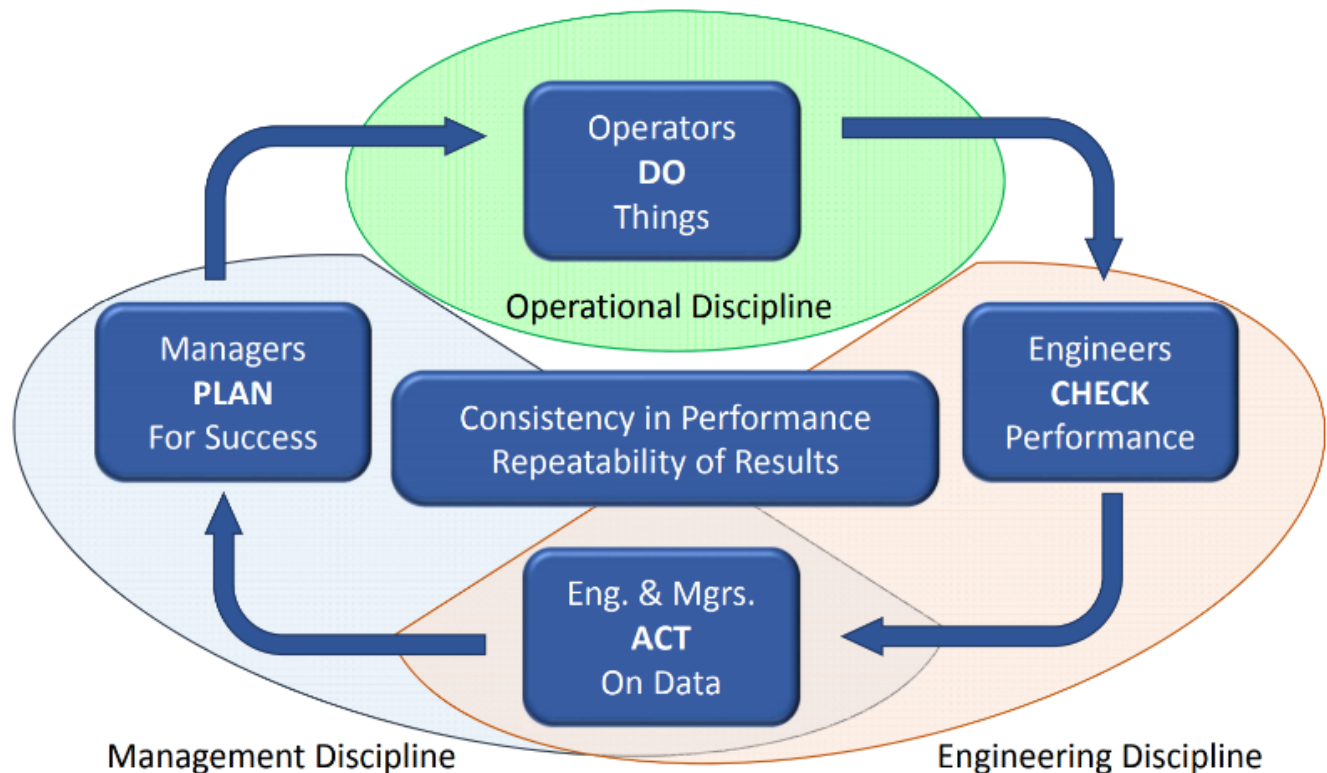 Operators
DO
Things
Operational Discipline
Managers
PLAN
For Success
Consistency in Performance
Repeatability of Results
Engineers
CHECK
Performance
Eng. & Mgrs.
ACT
On Data
Management Discipline
Engineering Discipline